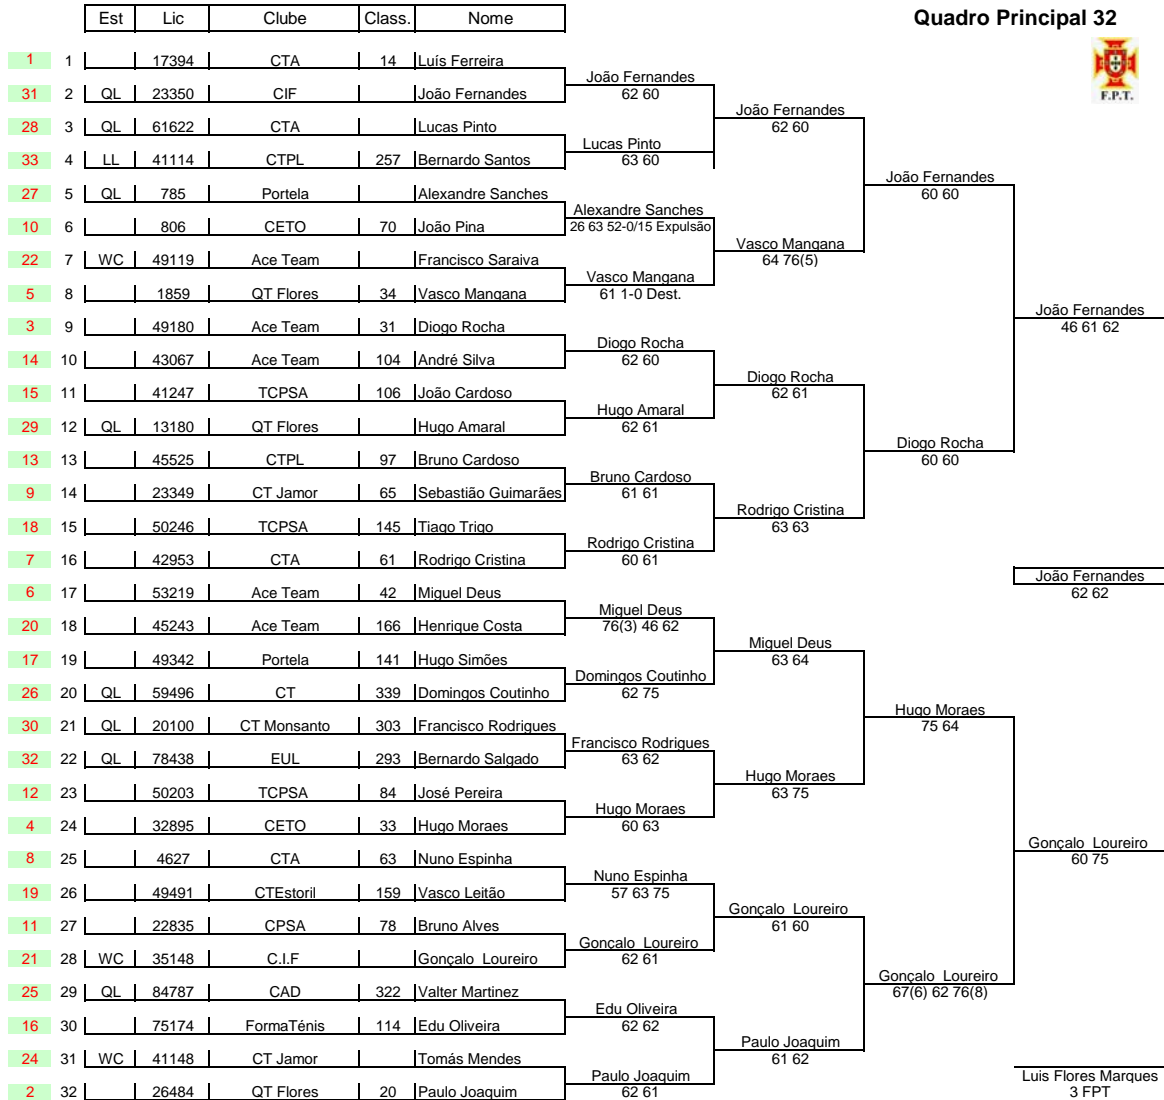 Est Lic Clube Class. Nome
Quadro Principal 32
F.P.T.
1 1 17394 CTA 14 Luís Ferreira
João Fernandes
62 60
31 2 QL 23350 CIF João Fernandes
João Fernandes
62 60
28 3 QL 61622 CTA Lucas Pinto
Lucas Pinto
63 60
33 4 LL 41114 CTPL 257 Bernardo Santos
João Fernandes
60 60
27 5 QL 785 Portela Alexandre Sanches
Alexandre Sanches
26 63 52-0/15 Expulsão
10 6 806 CETO 70 João Pina
Vasco Mangana
64 76(5)
22 7 WC 49119 Ace Team Francisco Saraiva
Vasco Mangana
61 1-0 Dest.
5 8 1859 QT Flores 34 Vasco Mangana
João Fernandes
46 61 62
3 9 49180 Ace Team 31 Diogo Rocha
Diogo Rocha
62 60
14 10 43067 Ace Team 104 André Silva
Diogo Rocha
62 61
15 11 41247 TCPSA 106 João Cardoso
Hugo Amaral
62 61
29 12 QL 13180 QT Flores Hugo Amaral
Diogo Rocha
60 60
13 13 45525 CTPL 97 Bruno Cardoso
Bruno Cardoso
61 61
9 14 23349 CT Jamor 65 Sebastião Guimarães
Rodrigo Cristina
63 63
18 15 50246 TCPSA 145 Tiago Trigo
Rodrigo Cristina
60 61
7 16 42953 CTA 61 Rodrigo Cristina
João Fernandes
62 62
6 17 53219 Ace Team 42 Miguel Deus
Miguel Deus
76(3) 46 62
20 18 45243 Ace Team 166 Henrique Costa
Miguel Deus
63 64
17 19 49342 Portela 141 Hugo Simões
Domingos Coutinho
62 75
26 20 QL 59496 CT 339 Domingos Coutinho
Hugo Moraes
75 64
30 21 QL 20100 CT Monsanto 303 Francisco Rodrigues
Francisco Rodrigues
63 62
32 22 QL 78438 EUL 293 Bernardo Salgado
Hugo Moraes
63 75
12 23 50203 TCPSA 84 José Pereira
Hugo Moraes
60 63
4 24 32895 CETO 33 Hugo Moraes
Gonçalo Loureiro
60 75
8 25 4627 CTA 63 Nuno Espinha
Nuno Espinha
57 63 75
19 26 49491 CTEstoril 159 Vasco Leitão
Gonçalo Loureiro
61 60
11 27 22835 CPSA 78 Bruno Alves
Gonçalo Loureiro
62 61
21 28 WC 35148 C.I.F Gonçalo Loureiro
Gonçalo Loureiro
67(6) 62 76(8)
25 29 QL 84787 CAD 322 Valter Martinez
Edu Oliveira
62 62
16 30 75174 FormaTénis 114 Edu Oliveira
Paulo Joaquim
61 62
24 31 WC 41148 CT Jamor Tomás Mendes
Paulo Joaquim
62 61
2 32 26484 QT Flores 20 Paulo Joaquim
Luis Flores Marques
3 FPT